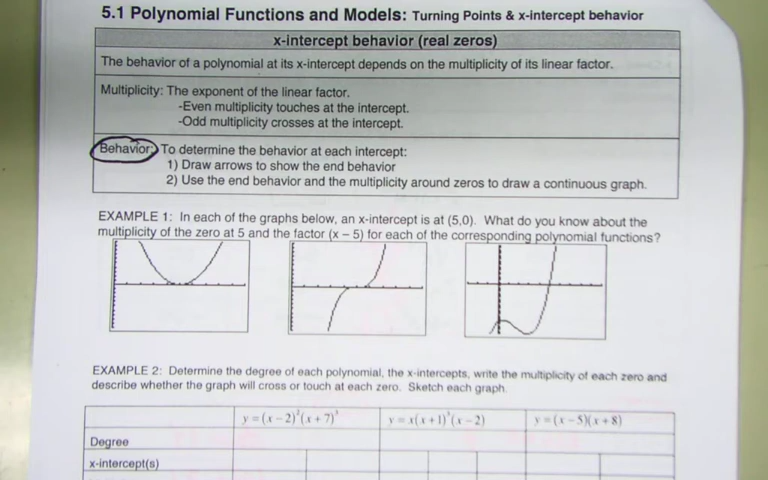 5.1 Polynomial Functions and Models: Turning Points & x-intercept behavior
x-intercept behavior (real zeros)
The behavior of a polynomial at its x-intercept depends on the multiplicity of its linear factor.
Multiplicity: The exponent of the linear factor.
-Even multiplicity touches at the intercept.
-Odd multiplicity crosses at the intercept.
Behavior: To determine the behavior at each intercept:
1) Draw arrows to show the end behavior
2) Use the end behavior and the multiplicity around zeros to draw a continuous graph.
EXAMPLE 1: In each of the graphs below, an x-intercept is at (5,0). What do you know about the
multiplicity of the zero at 5 and the factor (x – 5) for each of the corresponding polynomial functions?
EXAMPLE 2: Determine the degree of each polynomial, the x-intercepts, write the multiplicity of each zero and
describe whether the graph will cross or touch at each zero. Sketch each graph.
y = (x – 2)²(x + 7)³ y = x(x + 1)³(x – 2) y = (x – 5)(x + 8)
Degree
x-intercept(s)